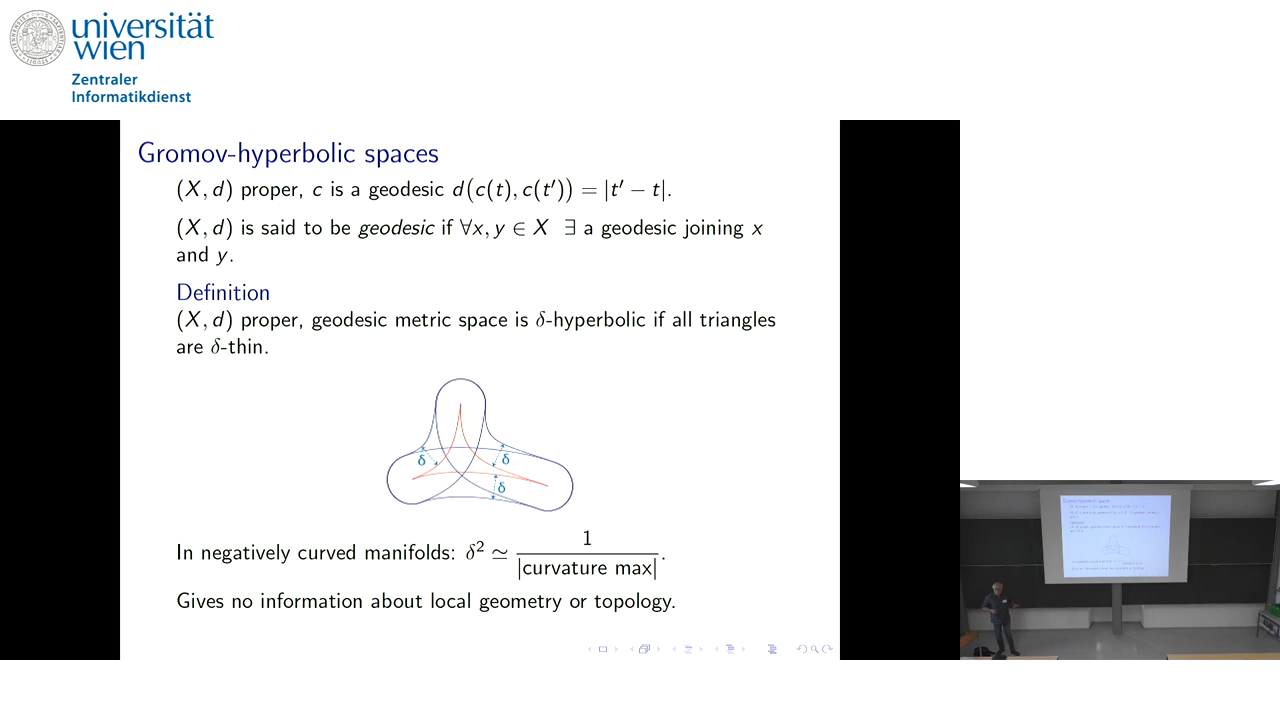 universität
wien
Zentraler
Informatikdienst
Gromov-hyperbolic spaces
(X, d) proper, c is a geodesic d(c(t), c(t′)) = |t′ − t|.
(X, d) is said to be geodesic if ∀x, y ∈ X ∃ a geodesic joining x
and y.
Definition
(X, d) proper, geodesic metric space is δ-hyperbolic if all triangles
are δ-thin.
δ
δ
δ
In negatively curved manifolds: δ² ≃ 1 / |curvature max|.
Gives no information about local geometry or topology.